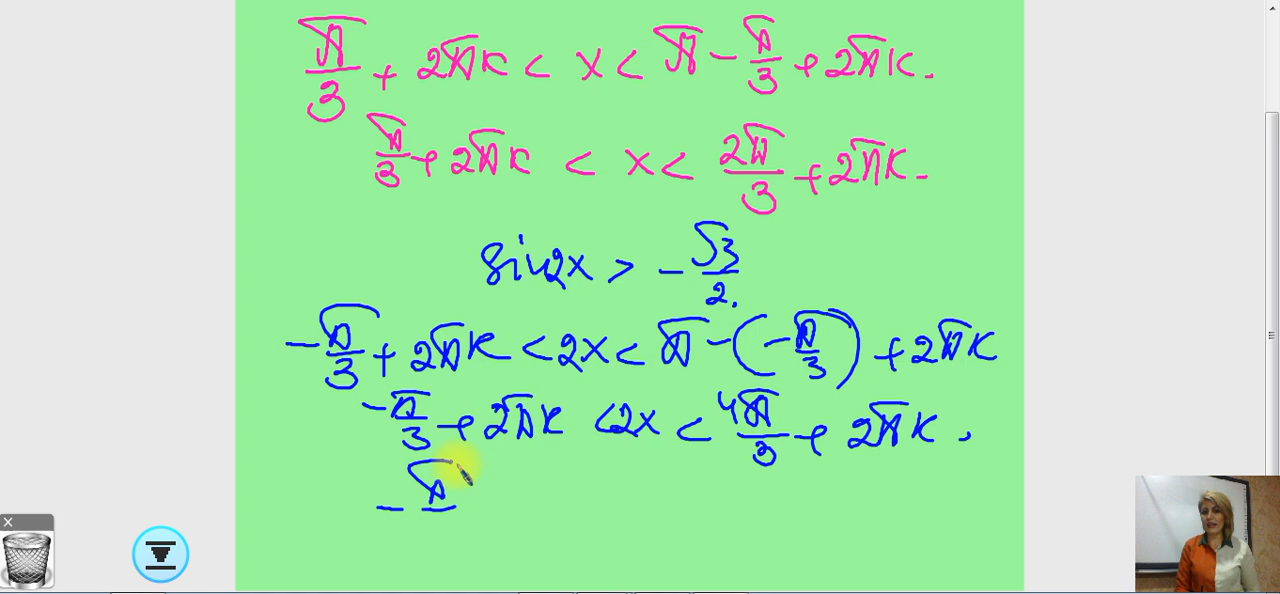 π/3 + 2πk < x < π - π/3 + 2πk.
π/3 + 2πk < x < 2π/3 + 2πk.
sin2x > -√3/2.
-π/3 + 2πk < 2x < π - (-π/3) + 2πk
-π/3 + 2πk < 2x < 4π/3 + 2πk,
- π